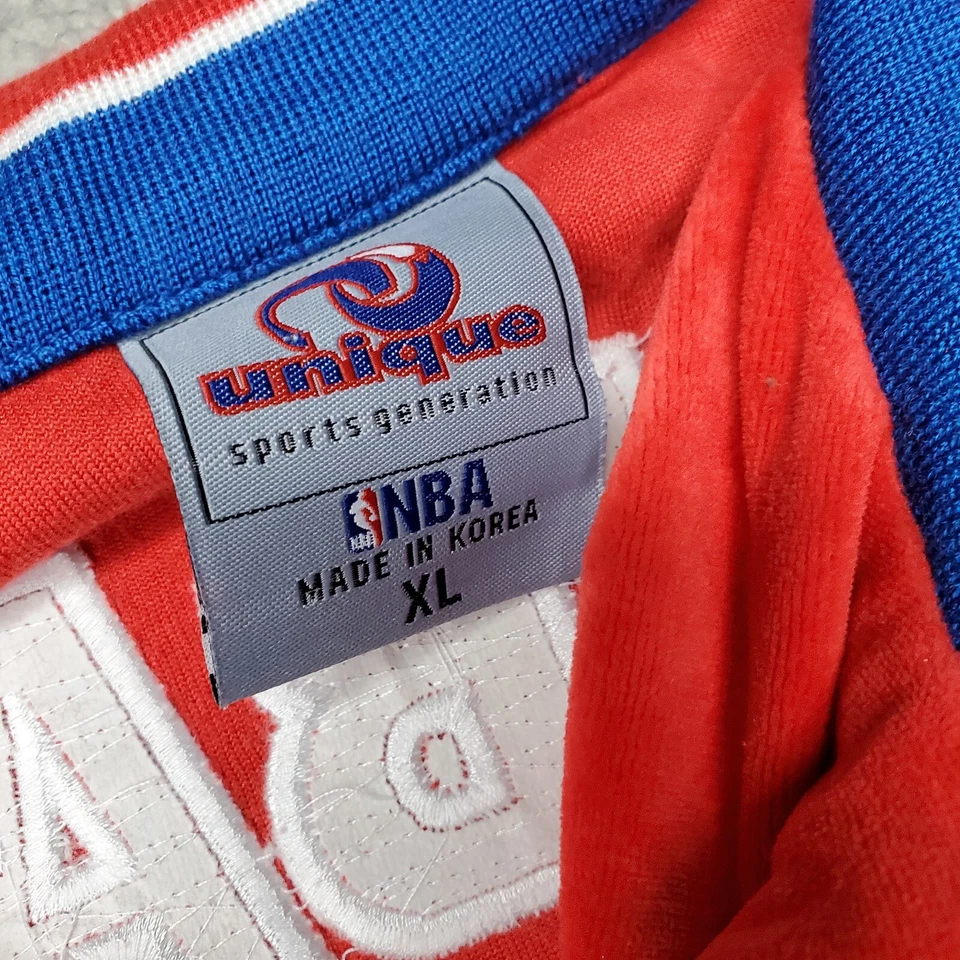 unique
sports generation
NBA
MADE IN KOREA
XL